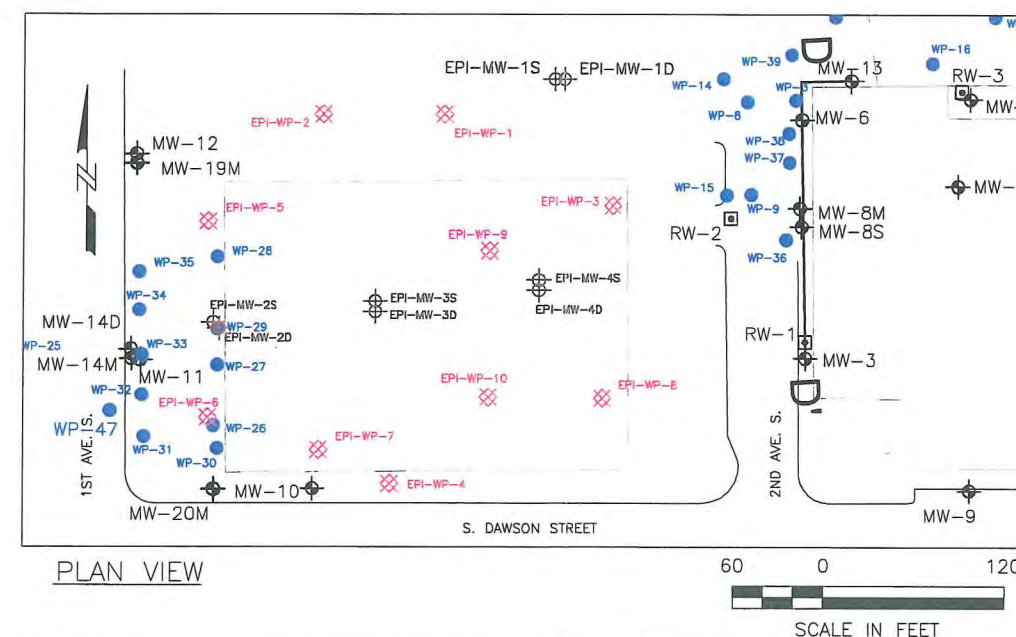 WP-39
WP-16
EPI-MW-1S
EPI-MW-1D
MW-13
RW-3
WP-14
WP-8
WP-3
MW-
MW-6
EPI-WP-2
EPI-WP-1
WP-38
WP-37
MW-12
MW-19M
N
WP-15
WP-9
MW-
EPI-WP-5
EPI-WP-3
MW-8M
MW-8S
RW-2
EPI-WP-9
WP-36
WP-28
WP-35
EPI-MW-4S
WP-34
EPI-MW-2S
EPI-MW-3S
EPI-MW-3D
EPI-MW-4D
MW-14D
WP-29
EPI-MW-2D
RW-1
WP-25
WP-33
MW-14M
MW-11
WP-27
MW-3
WP-32
EPI-WP-10
EPI-WP-8
D
D
EPI-WP-6
WP-47
WP-26
WP-31
WP-30
EPI-WP-7
1ST AVE. S.
2ND AVE. S.
MW-10
EPI-WP-4
MW-20M
MW-9
S. DAWSON STREET
PLAN VIEW
60 0 120
SCALE IN FEET